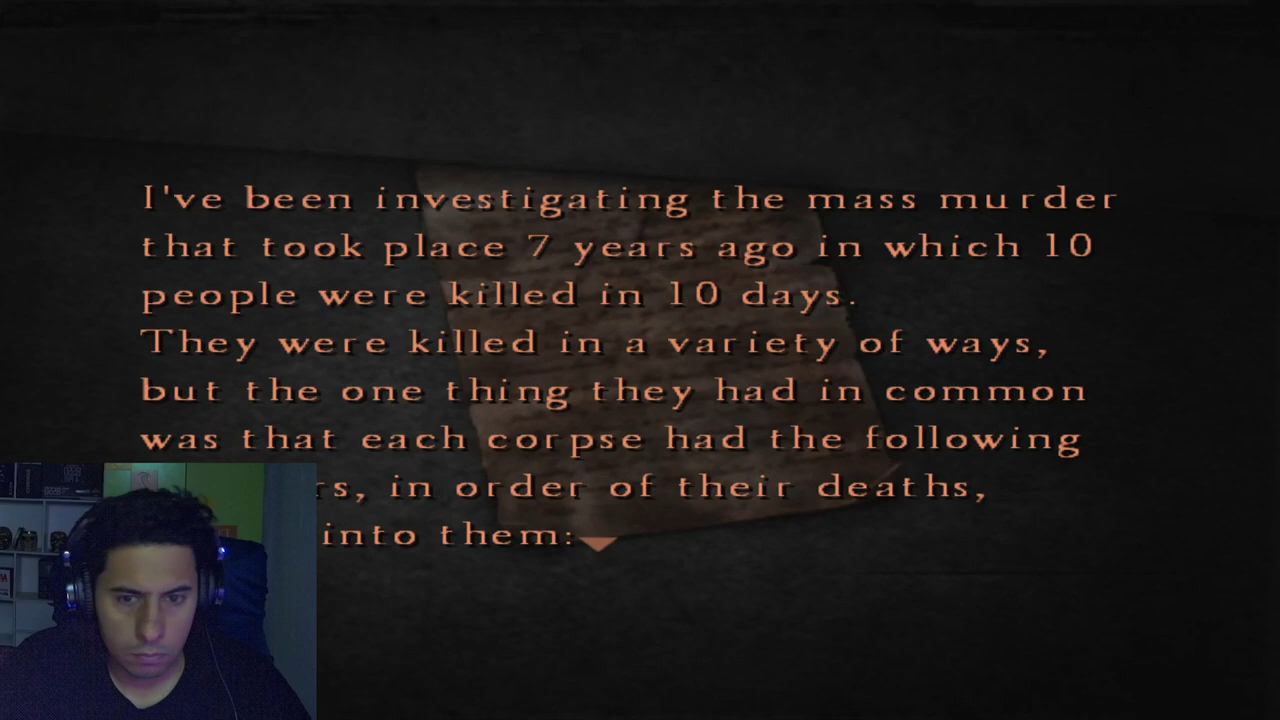 I've been investigating the mass murder
that took place 7 years ago in which 10
people were killed in 10 days.
They were killed in a variety of ways,
but the one thing they had in common
was that each corpse had the following
in order of their deaths,
into them: